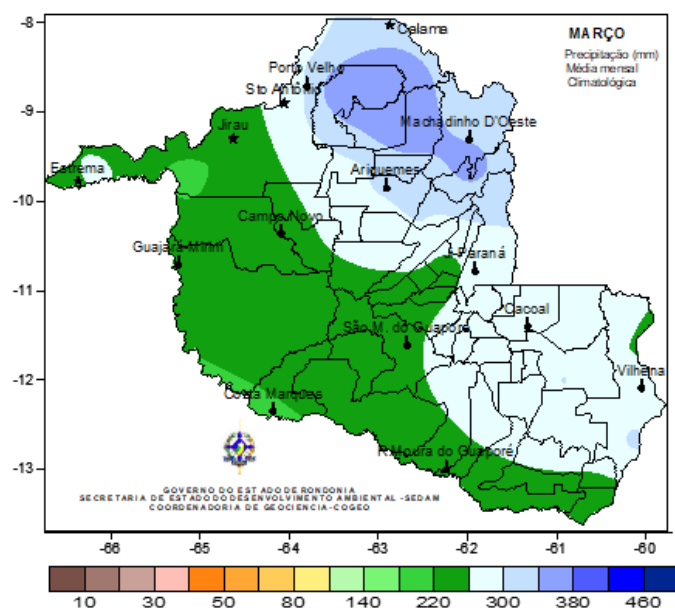 MARÇO
Precipitação (mm)
Média mensal
Climatológica
-8
-9
-10
-11
-12
-13
Calama
Porto Velho
Sto Antônio
Jirau
Machadinho D'Oeste
Estrema
Ariquemes
Campo Novo
Guajará-Mirim
Ji-Paraná
Cacoal
São M. do Guaporé
Vilhena
Costa Marques
R.Moura do Guaporé
GOVERNO DO ESTADO DE RONDONIA
SECRETARIA DE ESTADO DO DESENVOLVIMENTO AMBIENTAL -SEDAM
COORDENADORIA DE GEOCIENCIA-COGEO
-66 -65 -64 -63 -62 -61 -60
10 30 50 80 140 220 300 380 460